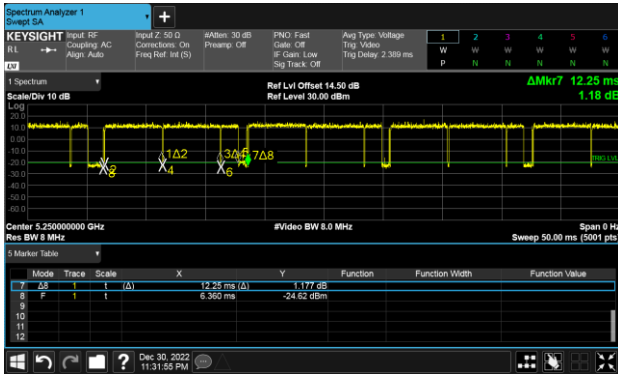 Spectrum Analyzer 1
Swept SA
KEYSIGHT Input: RF Input Z: 50 Ω #Atten: 30 dB PNO: Fast Avg Type: Voltage 1 2 3 4 5 6
RL Coupling: AC Corrections: On Preamp: Off Gate: Off Trig: Video W W W W W W
Align: Auto Freq Ref: Int (S) IF Gain: Low Trig Delay: 2.389 ms P N N N N N
LXI Sig Track: Off
1 Spectrum Ref Lvl Offset 14.50 dB ΔMkr7 12.25 ms
Scale/Div 10 dB Ref Level 30.00 dBm 1.18 dB
Log
20.0
10.0
0.00
-10.0
-20.0 1Δ2 3Δ 7Δ8 TRIG LVL
-30.0 4 6
-40.0
-50.0
-60.0
Center 5.250000000 GHz #Video BW 8.0 MHz Span 0 Hz
Res BW 8 MHz Sweep 50.00 ms (5001 pts)
5 Marker Table
Mode Trace Scale X Y Function Function Width Function Value
7 Δ8 1 t (Δ) 12.25 ms (Δ) 1.177 dB
8 F 1 t 6.360 ms -24.62 dBm
9
10
11
12
? Dec 30, 2022
11:31:55 PM